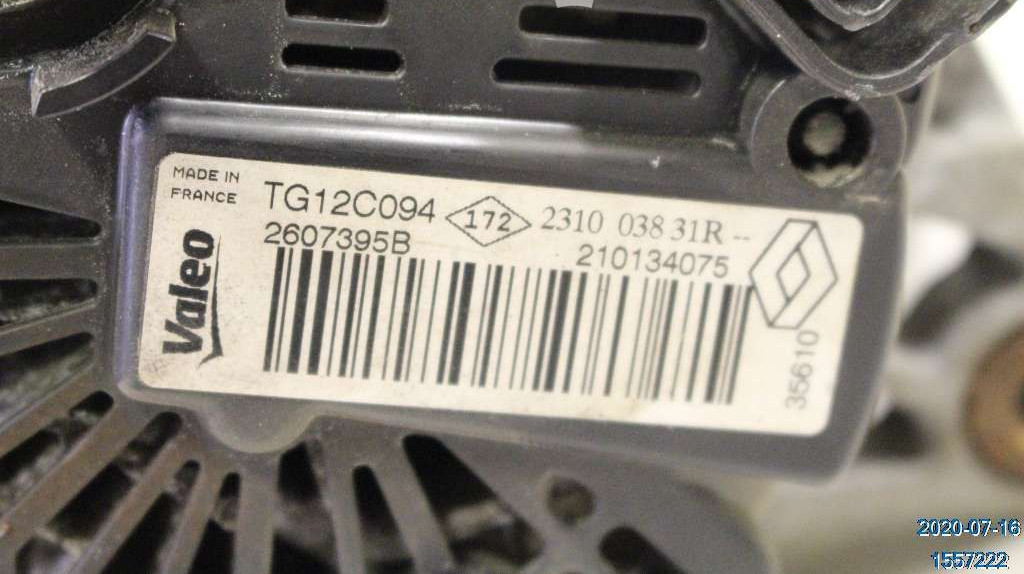 MADE IN
FRANCE
TG12C094
172
2310 038 31R --
2607395B
210134075
Valeo
35610
2020-07-16
1557222